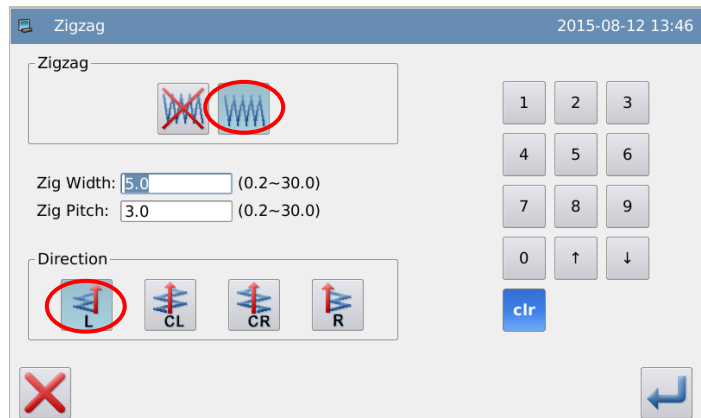 Zigzag 2015-08-12 13:46
Zigzag
1 2 3
4 5 6
Zig Width: 5.0 (0.2~30.0)
Zig Pitch: 3.0 (0.2~30.0)
7 8 9
Direction
0 ↑ ↓
L CL CR R
clr